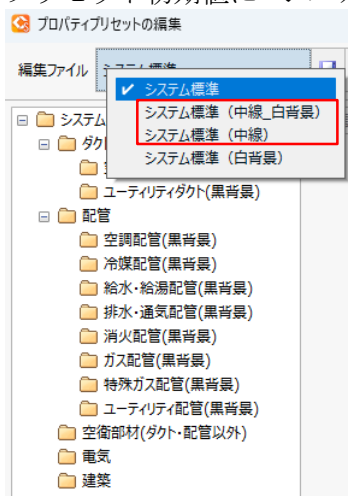 プロパティプリセットの編集
編集ファイル
システム標準
システム標準（中線_白背景）
システム標準（中線）
システム標準（白背景）
システム
ダク
ユーティリティダクト(黒背景)
配管
空調配管(黒背景)
冷媒配管(黒背景)
給水・給湯配管(黒背景)
排水・通気配管(黒背景)
消火配管(黒背景)
ガス配管(黒背景)
特殊ガス配管(黒背景)
ユーティリティ配管(黒背景)
空衛部材(ダクト・配管以外)
電気
建築